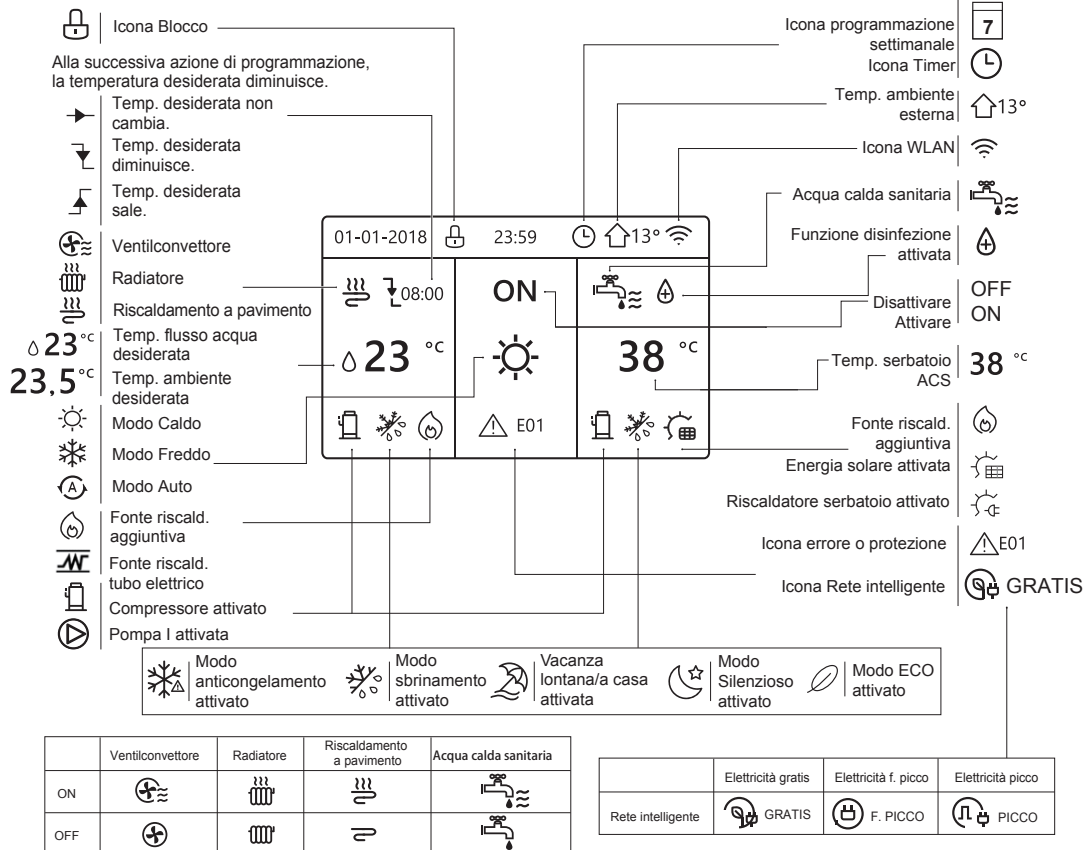 Icona Blocco
Alla successiva azione di programmazione,
la temperatura desiderata diminuisce.
Temp. desiderata non
cambia.
Temp. desiderata
diminuisce.
Temp. desiderata
sale.
Ventilconvettore
Radiatore
Riscaldamento a pavimento
23°c
Temp. flusso acqua
desiderata
23,5°c
Temp. ambiente
desiderata
Modo Caldo
Modo Freddo
A
Modo Auto
Fonte riscald.
aggiuntiva
Fonte riscald.
tubo elettrico
Compressore attivato
Pompa I attivata
01-01-2018
23:59
13°
08:00
ON
23 °c
38 °c
E01
Icona programmazione
settimanale
7
Icona Timer
Temp. ambiente
esterna
13°
Icona WLAN
Acqua calda sanitaria
Funzione disinfezione
attivata
Disattivare
OFF
Attivare
ON
Temp. serbatoio
ACS
38 °c
Fonte riscald.
aggiuntiva
Energia solare attivata
Riscaldatore serbatoio attivato
Icona errore o protezione
E01
Icona Rete intelligente
GRATIS
Modo
anticongelamento
attivato
Modo
sbrinamento
attivato
Vacanza
lontana/a casa
attivata
Modo
Silenzioso
attivato
Modo ECO
attivato
Ventilconvettore
Radiatore
Riscaldamento
a pavimento
Acqua calda sanitaria
ON
OFF
Elettricità gratis
Elettricità f. picco
Elettricità picco
Rete intelligente
GRATIS
F. PICCO
PICCO